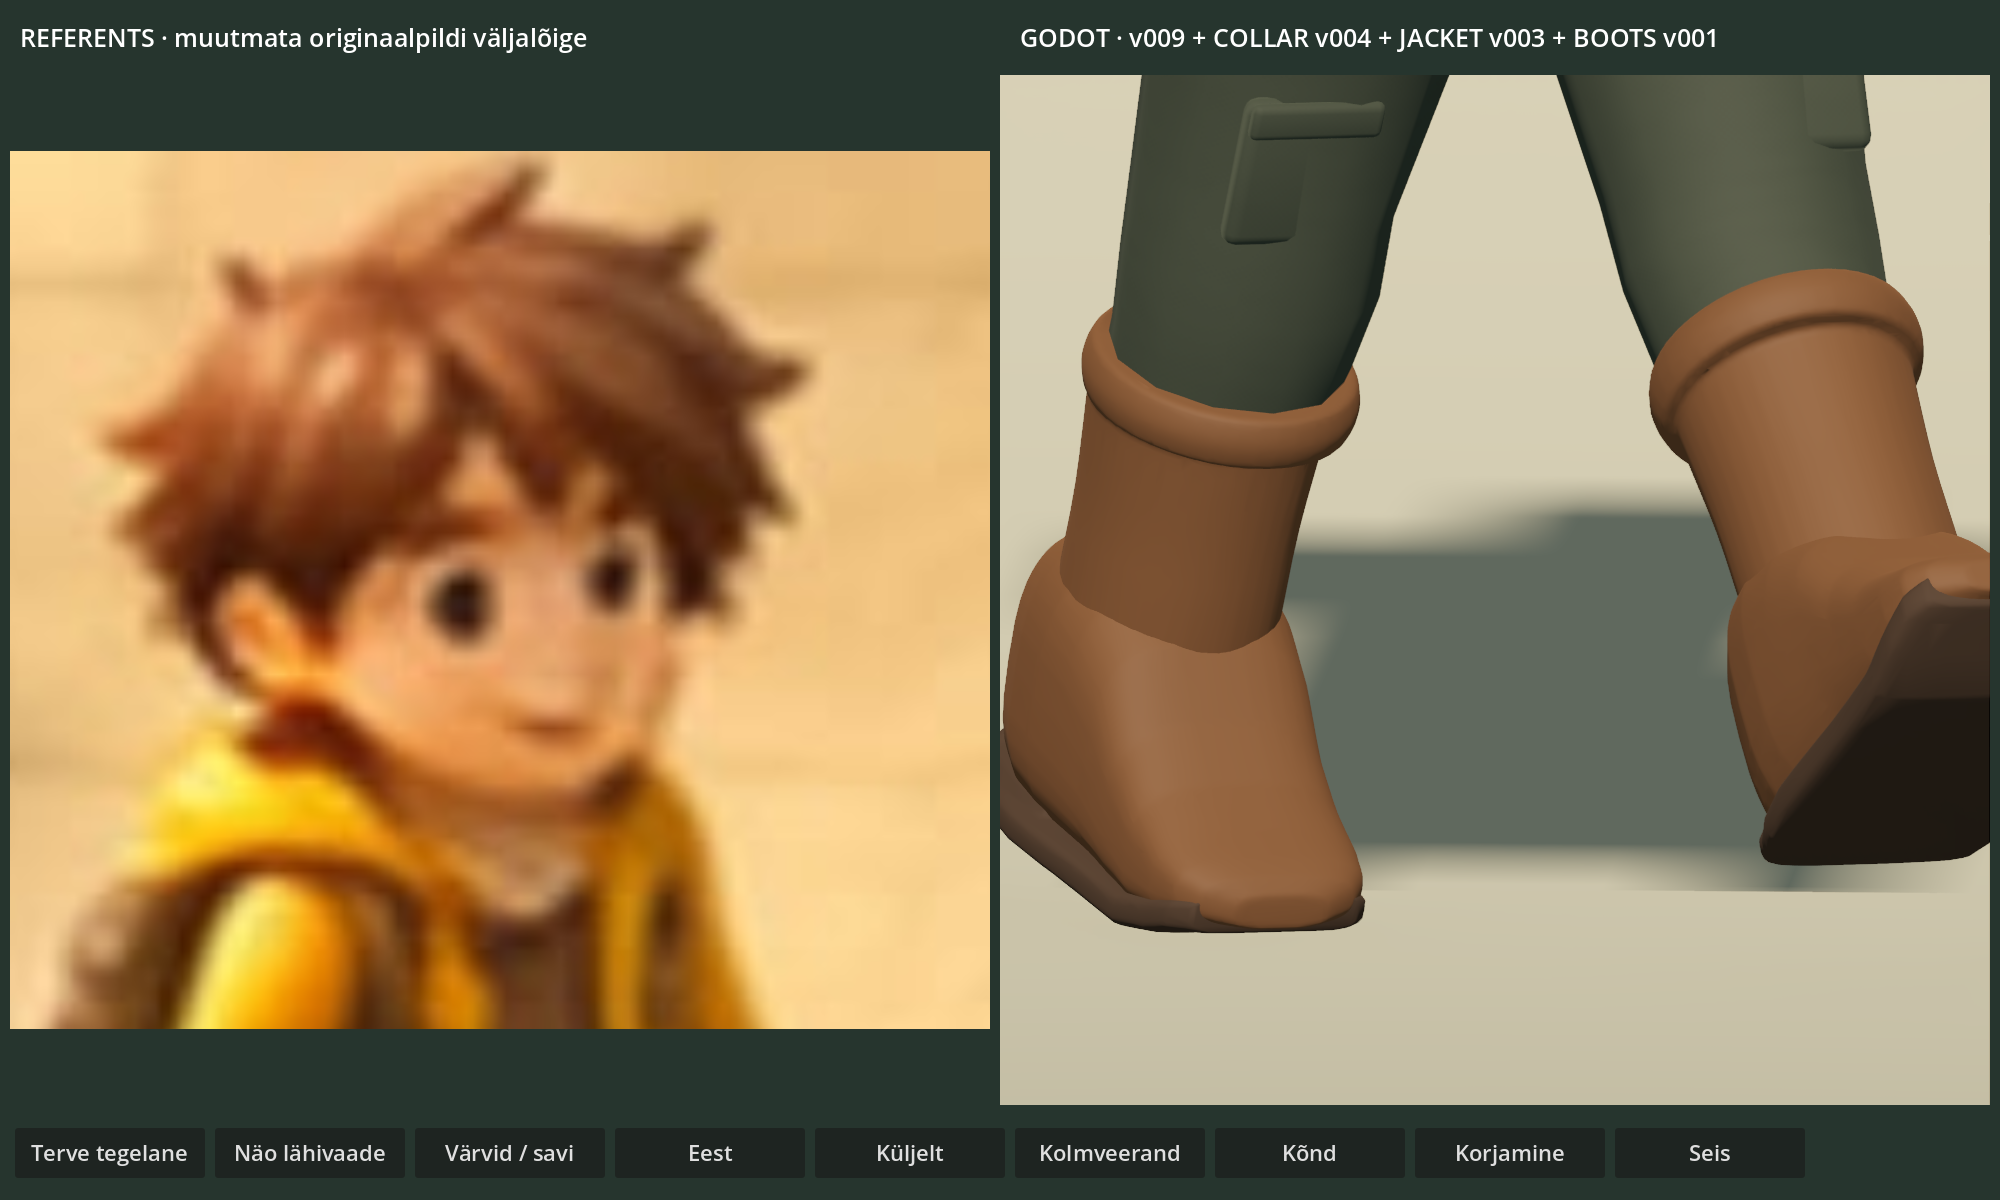 REFERENTS · muutmata originaalpildi väljalõige
GODOT · v009 + COLLAR v004 + JACKET v003 + BOOTS v001
Terve tegelane
Näo lähivaade
Värvid / savi
Eest
Küljelt
Kolmveerand
Kõnd
Korjamine
Seis